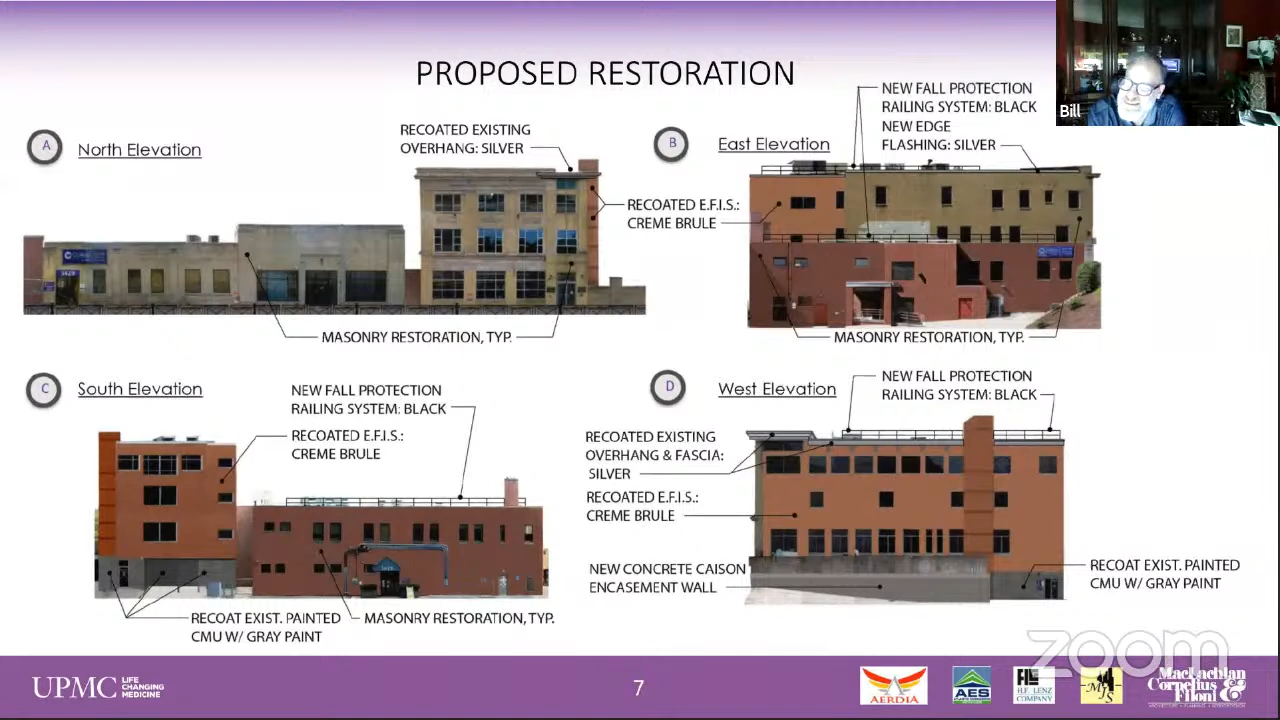 PROPOSED RESTORATION
Bill
A
North Elevation
RECOATED EXISTING
OVERHANG: SILVER
RECOATED E.F.I.S.:
CREME BRULE
MASONRY RESTORATION, TYP.
B
East Elevation
NEW FALL PROTECTION
RAILING SYSTEM: BLACK
NEW EDGE
FLASHING: SILVER
MASONRY RESTORATION, TYP.
C
South Elevation
NEW FALL PROTECTION
RAILING SYSTEM: BLACK
RECOATED E.F.I.S.:
CREME BRULE
RECOAT EXIST. PAINTED
CMU W/ GRAY PAINT
MASONRY RESTORATION, TYP.
D
West Elevation
NEW FALL PROTECTION
RAILING SYSTEM: BLACK
RECOATED EXISTING
OVERHANG & FASCIA:
SILVER
RECOATED E.F.I.S.:
CREME BRULE
NEW CONCRETE CAISON
ENCASEMENT WALL
RECOAT EXIST. PAINTED
CMU W/ GRAY PAINT
zoom
UPMC LIFE
CHANGING
MEDICINE
7
AERDIA
AES
H.F. LENZ
COMPANY
MJS
MacLachlan
Cornelius &
Filoni